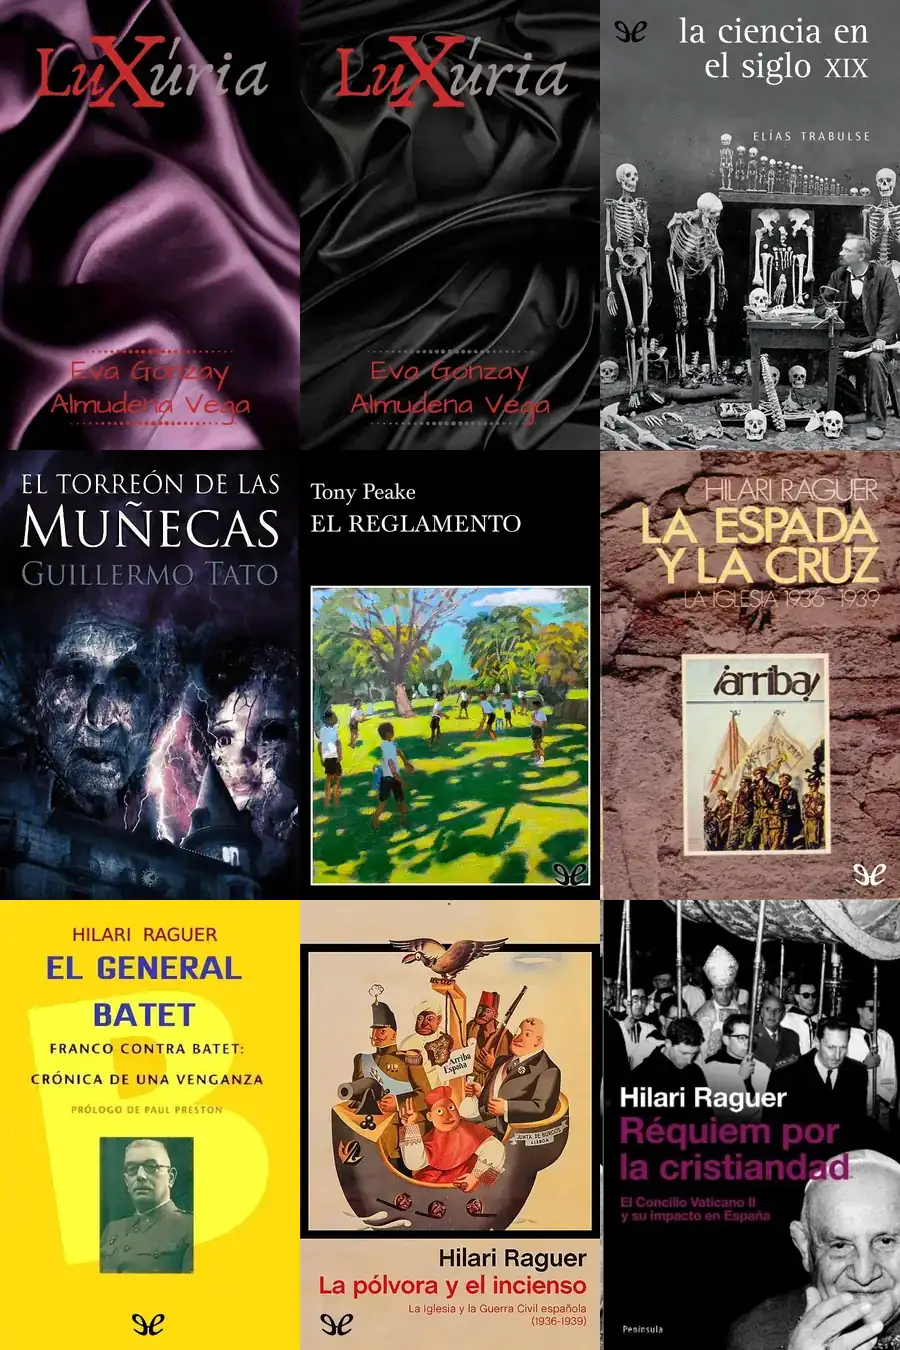 LuXúria
Eva Gonzay
Almudena Vega
LuXúria
Eva Gonzay
Almudena Vega
la ciencia en
el siglo XIX
ELÍAS TRABULSE
EL TORREÓN DE LAS
MUÑECAS
GUILLERMO TATO
Tony Peake
EL REGLAMENTO
HILARI RAGUER
LA ESPADA
Y LA CRUZ
LA IGLESIA 1936-1939
¡arriba!
HILARI RAGUER
EL GENERAL
BATET
FRANCO CONTRA BATET:
CRÓNICA DE UNA VENGANZA
PRÓLOGO DE PAUL PRESTON
Arriba
España
JUNTA DE BURGOS
LISBOA
Hilari Raguer
La pólvora y el incienso
La Iglesia y la Guerra Civil española
(1936-1939)
Hilari Raguer
Réquiem por
la cristiandad
El Concilio Vaticano II
y su impacto en España
Península